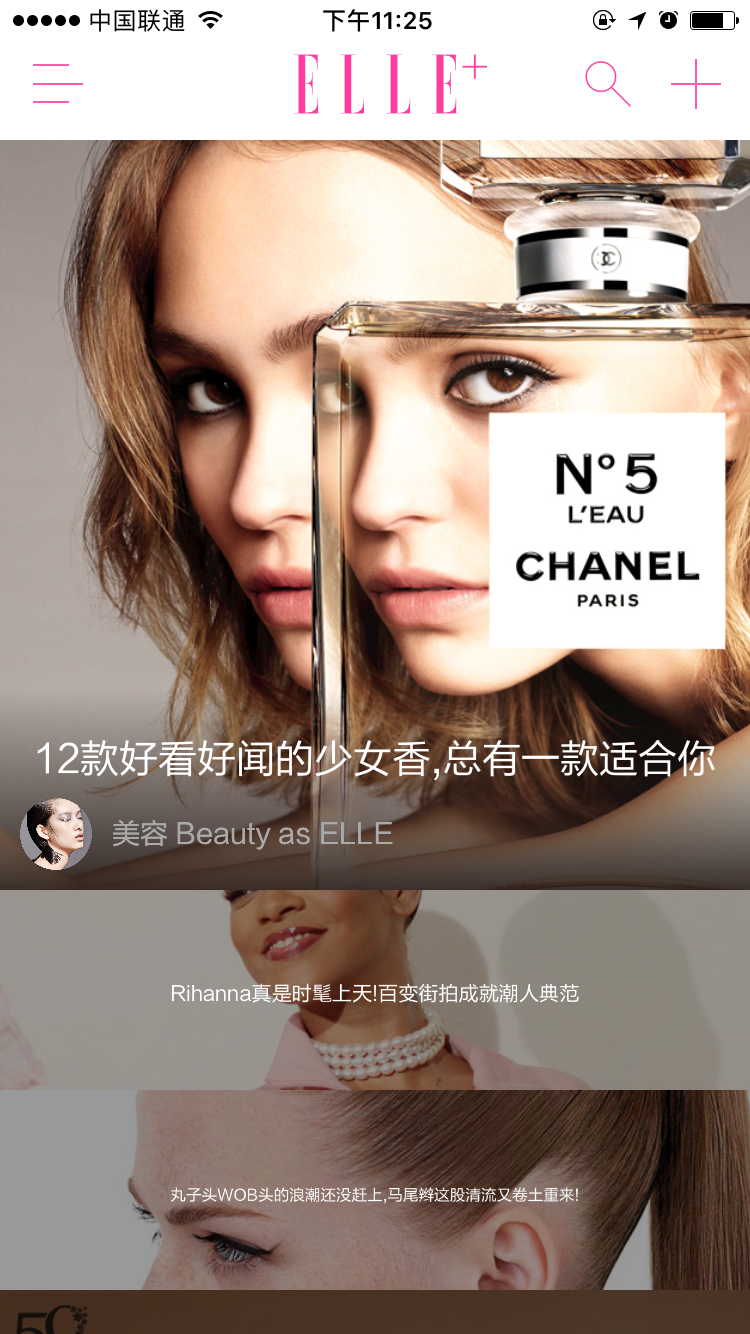 中国联通
下午11:25
ELLE+
N°5
L'EAU
CHANEL
PARIS
12款好看好闻的少女香,总有一款适合你
美容 Beauty as ELLE
Rihanna真是时髦上天!百变街拍成就潮人典范
丸子头WOB头的浪潮还没赶上,马尾辫这股清流又卷土重来!
50